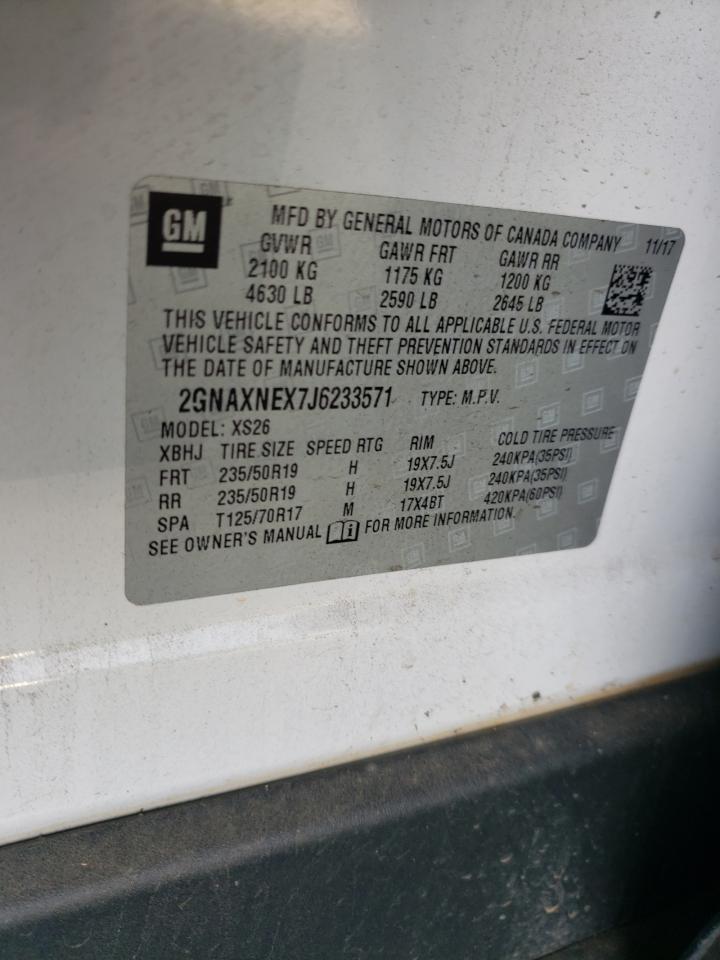 GM
MFD BY GENERAL MOTORS OF CANADA COMPANY 11/17
GVWR GAWR FRT GAWR RR
2100 KG 1175 KG 1200 KG
4630 LB 2590 LB 2645 LB
THIS VEHICLE CONFORMS TO ALL APPLICABLE U.S. FEDERAL MOTOR
VEHICLE SAFETY AND THEFT PREVENTION STANDARDS IN EFFECT ON
THE DATE OF MANUFACTURE SHOWN ABOVE.
2GNAXNEX7J6233571 TYPE: M.P.V.
MODEL: XS26
XBHJ TIRE SIZE SPEED RTG RIM COLD TIRE PRESSURE
FRT 235/50R19 H 19X7.5J 240KPA(35PSI)
RR 235/50R19 H 19X7.5J 240KPA(35PSI)
SPA T125/70R17 M 17X4BT 420KPA(60PSI)
SEE OWNER'S MANUAL FOR MORE INFORMATION.